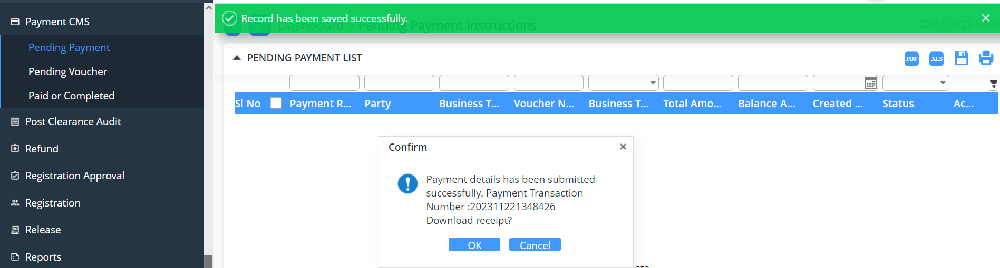 Payment CMS
Pending Payment
Pending Voucher
Paid or Completed
Post Clearance Audit
Refund
Registration Approval
Registration
Release
Reports
Record has been saved successfully.
Dashboard > Pending Payment Instructions
22/11/2023 13:02
PENDING PAYMENT LIST
PDF
XLS
Sl No Payment R... Party Business T... Voucher N... Business T... Total Amo... Balance A... Created ... Status Ac...
Confirm
Payment details has been submitted
successfully. Payment Transaction
Number :202311221348426
Download receipt?
OK Cancel